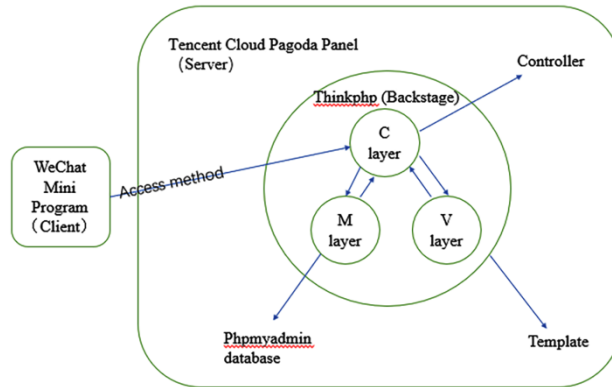 Tencent Cloud Pagoda Panel
（Server）
Controller
Thinkphp (Backstage)
C
layer
WeChat
Mini
Program
（Client）
Access method
M
layer
V
layer
Phpmyadmin
database
Template